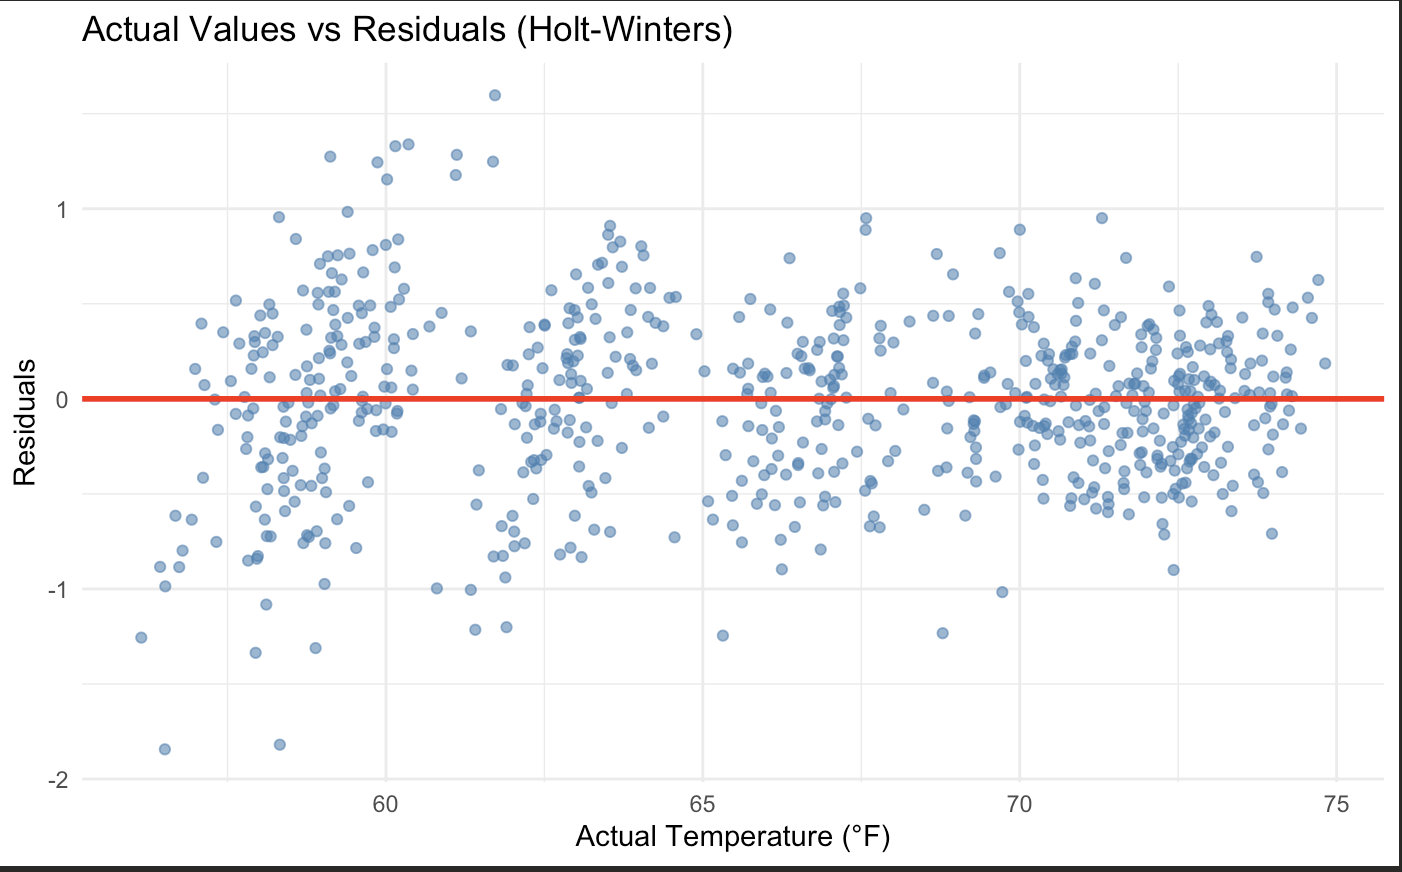 Actual Values vs Residuals (Holt-Winters)
1
0
-1
-2
Residuals
60 65 70 75
Actual Temperature (°F)